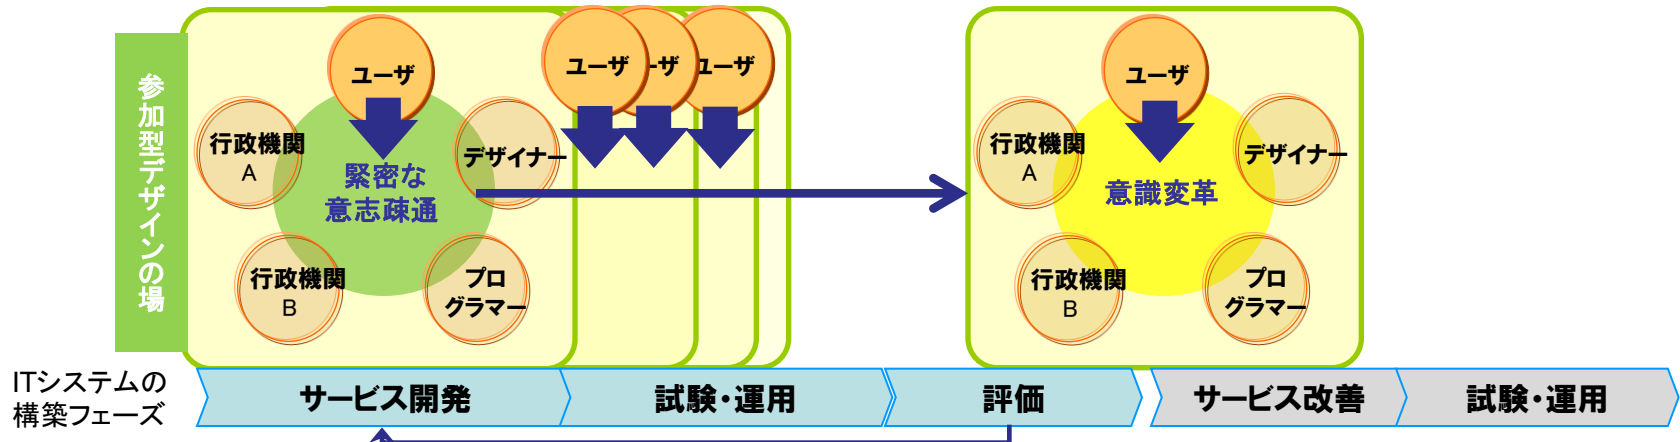 参加型デザインの場
ユーザ
行政機関
A
デザイナー
緊密な
意志疎通
行政機関
B
プロ
グラマー
ユーザ
ーザ
ユーザ
ユーザ
行政機関
A
デザイナー
意識変革
行政機関
B
プロ
グラマー
ITシステムの
構築フェーズ
サービス開発
試験・運用
評価
サービス改善
試験・運用